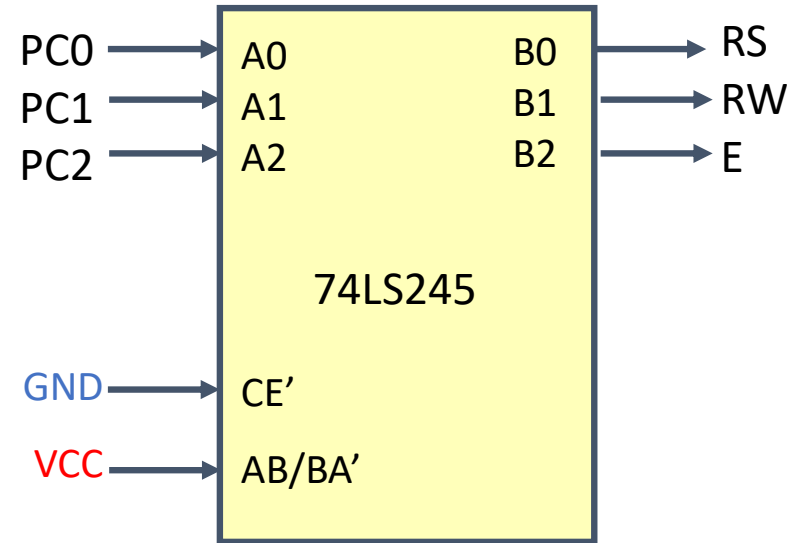 PC0 A0 B0 RS
PC1 A1 B1 RW
PC2 A2 B2 E
74LS245
GND CE’
VCC AB/BA’